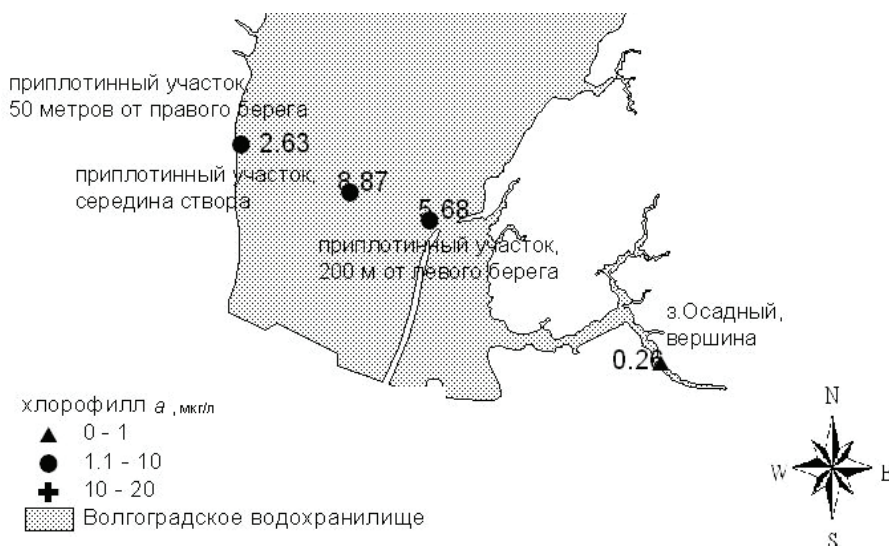 приплотинный участок,
50 метров от правого берега
2.63
приплотинный участок,
середина створа
8.87
5.68
приплотинный участок,
200 м от левого берега
з.Осадный,
вершина
0.26
хлорофилл а , мкг/л
0 - 1
1.1 - 10
10 - 20
Волгоградское водохранилище
N
W
E
S